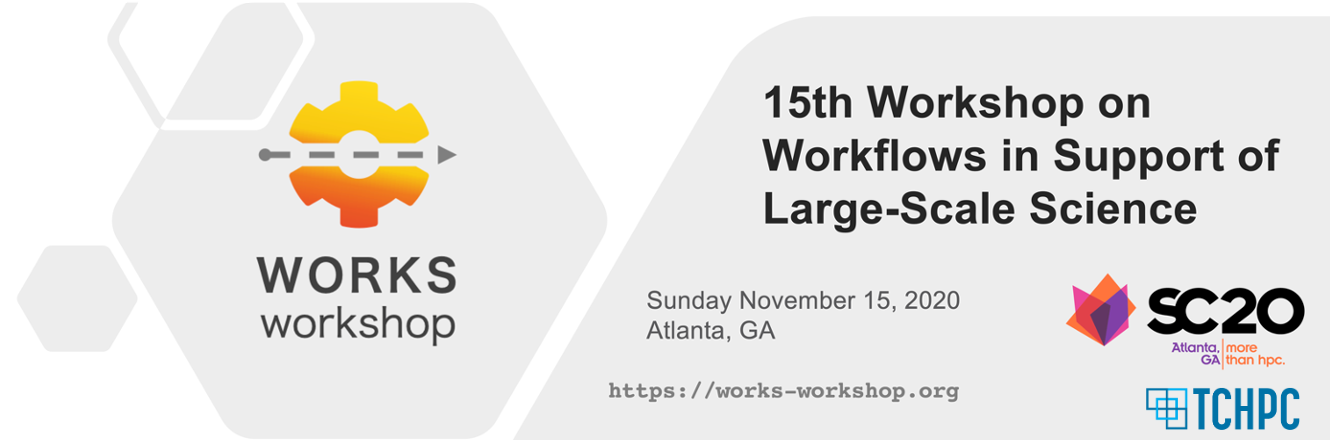 WORKS
workshop
15th Workshop on
Workflows in Support of
Large-Scale Science
Sunday November 15, 2020
Atlanta, GA
https://works-workshop.org
SC20
Atlanta, GA
more than hpc.
TCHPC